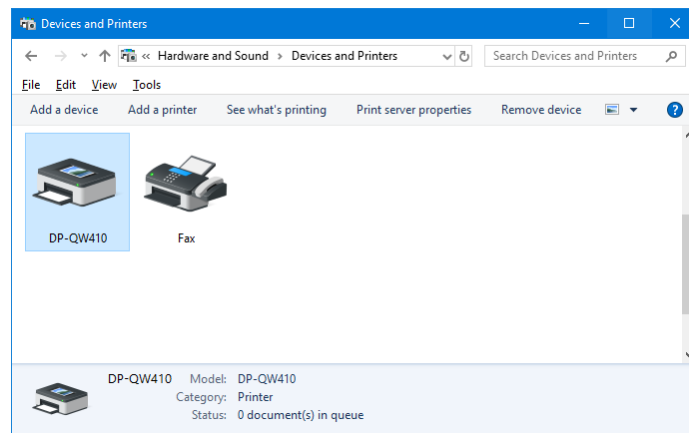 Devices and Printers
« Hardware and Sound › Devices and Printers Search Devices and Printers
File Edit View Tools
Add a device Add a printer See what's printing Print server properties Remove device ?
DP-QW410 Fax
DP-QW410 Model: DP-QW410
Category: Printer
Status: 0 document(s) in queue